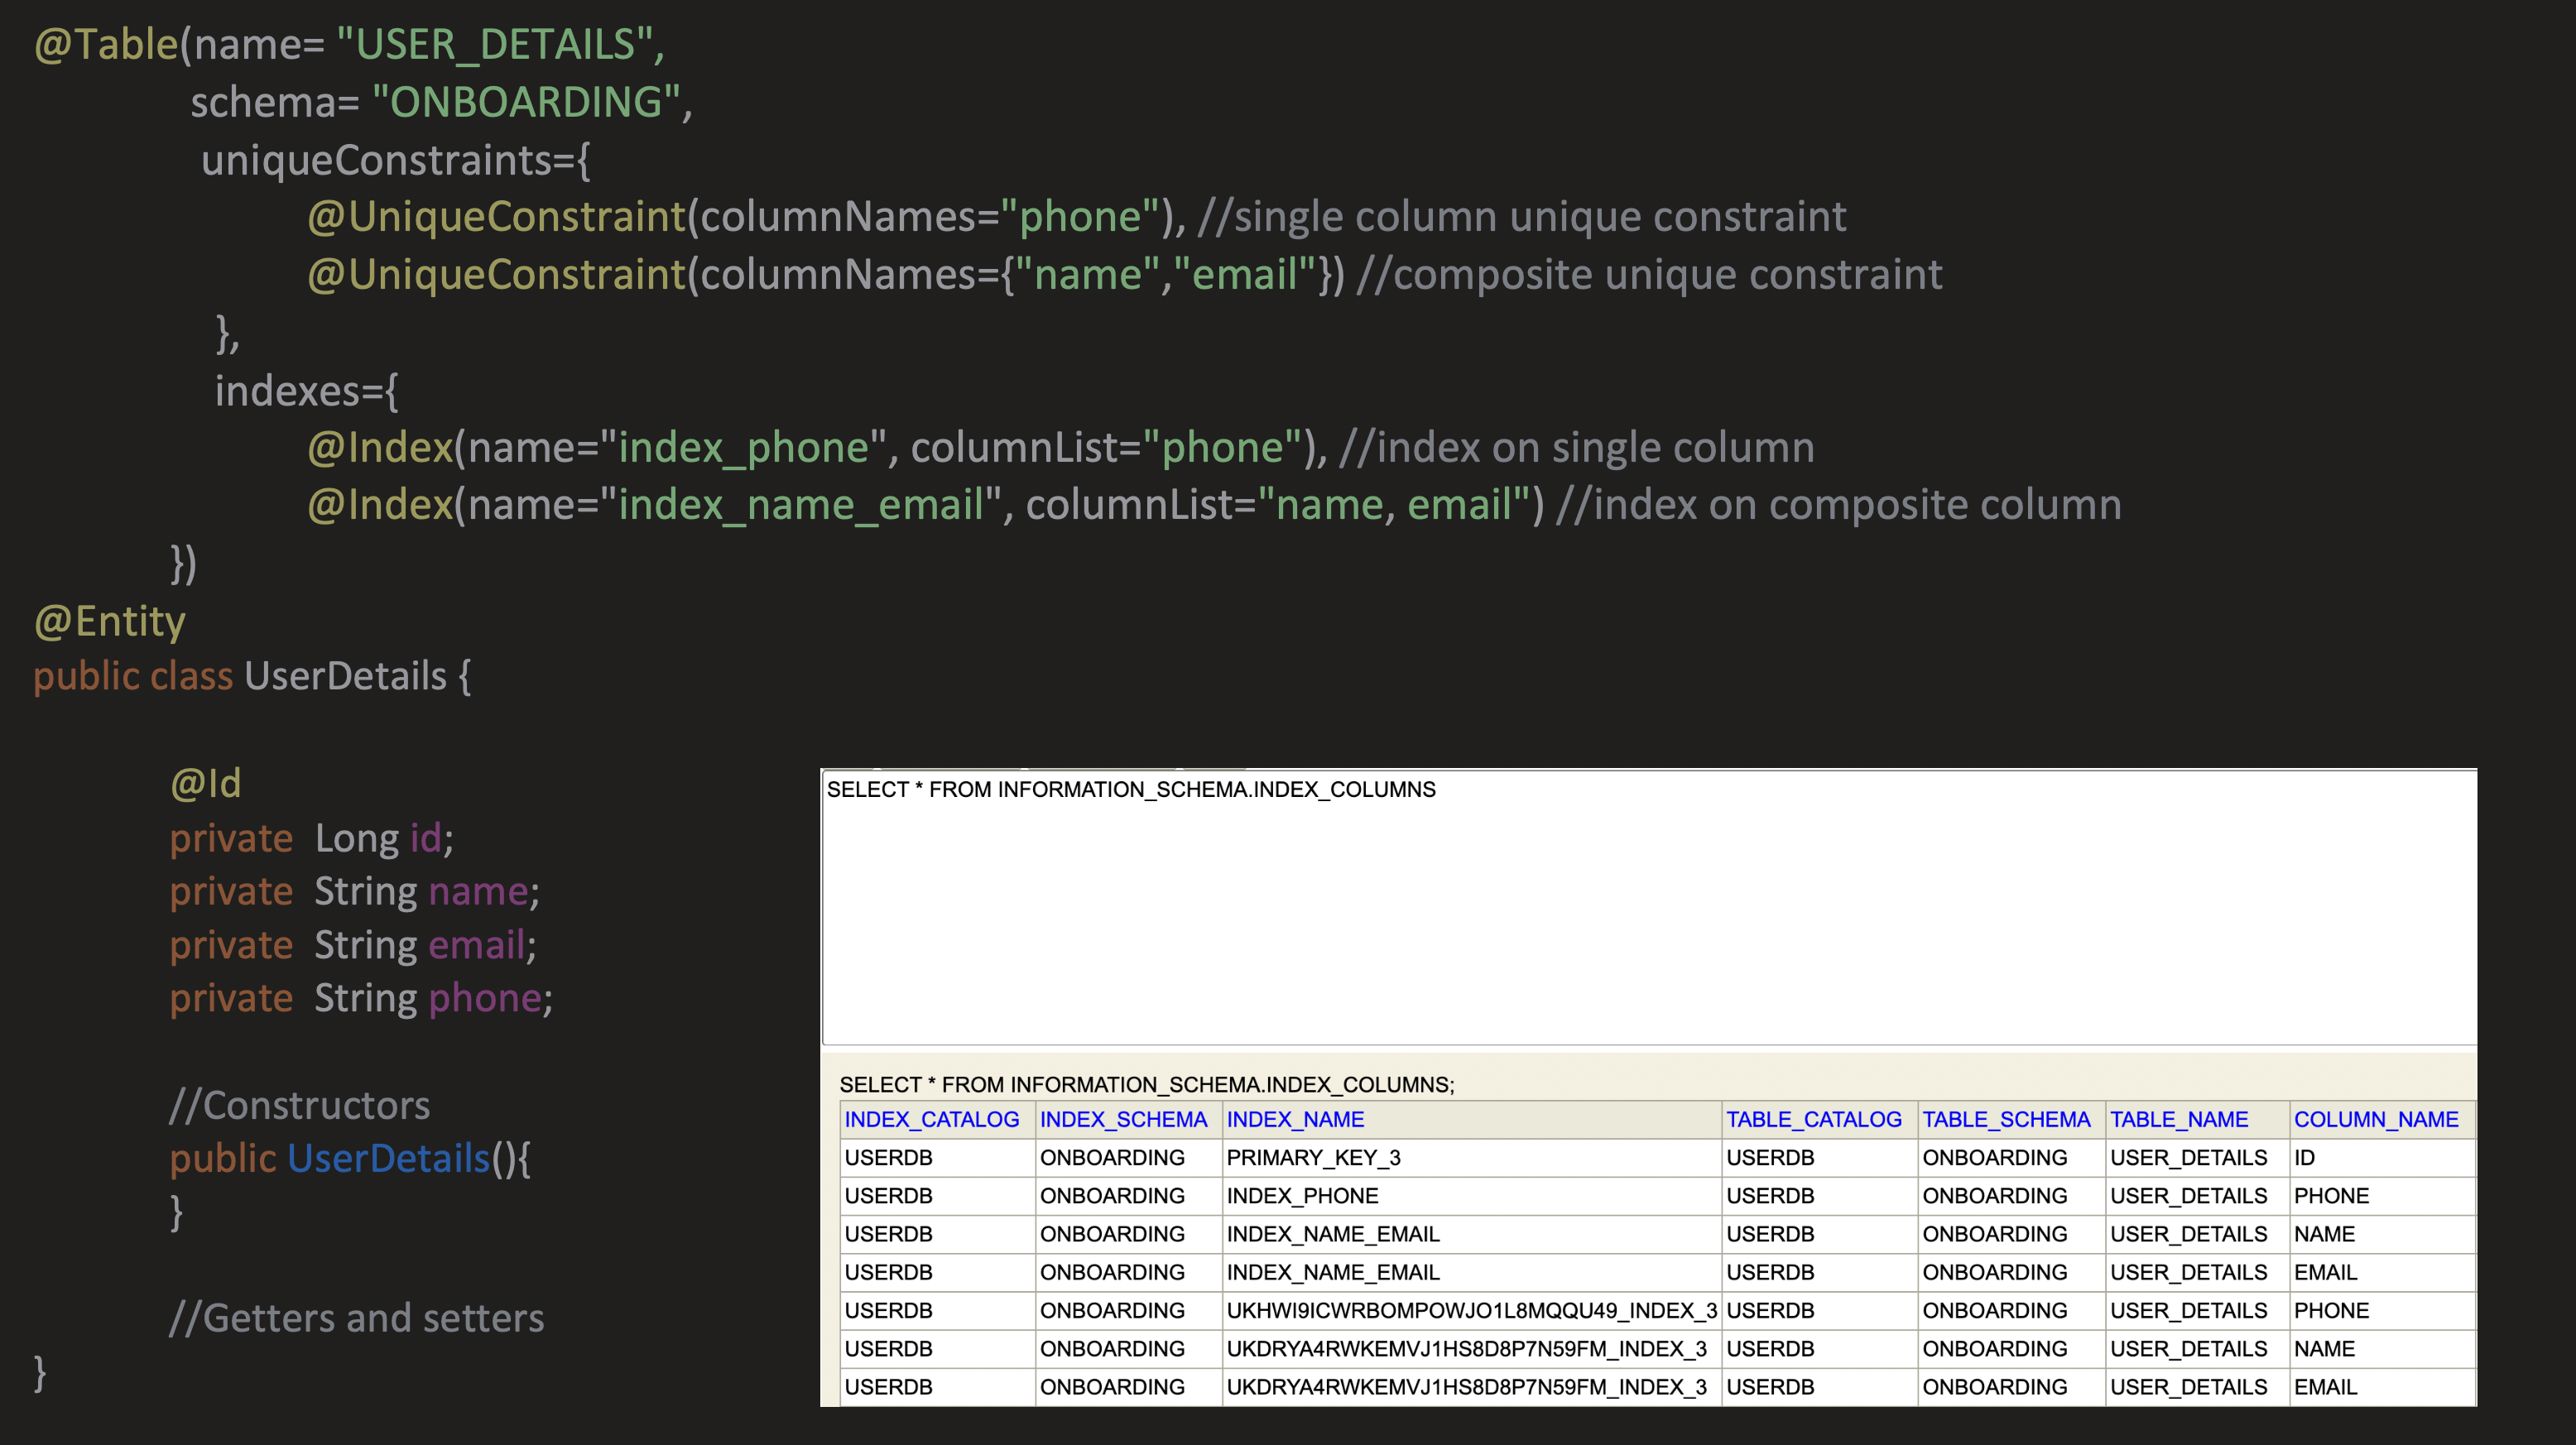 @Table(name= "USER_DETAILS",
schema= "ONBOARDING",
uniqueConstraints={
@UniqueConstraint(columnNames="phone"), //single column unique constraint
@UniqueConstraint(columnNames={"name","email"}) //composite unique constraint
},
indexes={
@Index(name="index_phone", columnList="phone"), //index on single column
@Index(name="index_name_email", columnList="name, email") //index on composite column
})
@Entity
public class UserDetails {
@Id
private Long id;
private String name;
private String email;
private String phone;
//Constructors
public UserDetails(){
}
//Getters and setters
}
SELECT * FROM INFORMATION_SCHEMA.INDEX_COLUMNS
SELECT * FROM INFORMATION_SCHEMA.INDEX_COLUMNS;
INDEX_CATALOG INDEX_SCHEMA INDEX_NAME TABLE_CATALOG TABLE_SCHEMA TABLE_NAME COLUMN_NAME
USERDB ONBOARDING PRIMARY_KEY_3 USERDB ONBOARDING USER_DETAILS ID
USERDB ONBOARDING INDEX_PHONE USERDB ONBOARDING USER_DETAILS PHONE
USERDB ONBOARDING INDEX_NAME_EMAIL USERDB ONBOARDING USER_DETAILS NAME
USERDB ONBOARDING INDEX_NAME_EMAIL USERDB ONBOARDING USER_DETAILS EMAIL
USERDB ONBOARDING UKHWI9ICWRBOMPOWJO1L8MQQU49_INDEX_3 USERDB ONBOARDING USER_DETAILS PHONE
USERDB ONBOARDING UKDRYA4RWKEMVJ1HS8D8P7N59FM_INDEX_3 USERDB ONBOARDING USER_DETAILS NAME
USERDB ONBOARDING UKDRYA4RWKEMVJ1HS8D8P7N59FM_INDEX_3 USERDB ONBOARDING USER_DETAILS EMAIL